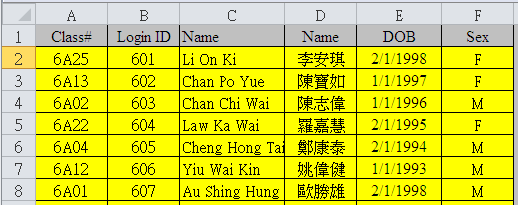 A B C D E F
1 Class# Login ID Name Name DOB Sex
2 6A25 601 Li On Ki 李安琪 2/1/1998 F
3 6A13 602 Chan Po Yue 陳寶如 1/1/1997 F
4 6A02 603 Chan Chi Wai 陳志偉 1/1/1996 M
5 6A22 604 Law Ka Wai 羅嘉慧 2/1/1995 F
6 6A04 605 Cheng Hong Tai 鄭康泰 2/1/1994 M
7 6A12 606 Yiu Wai Kin 姚偉健 1/1/1993 M
8 6A01 607 Au Shing Hung 歐勝雄 2/1/1998 M